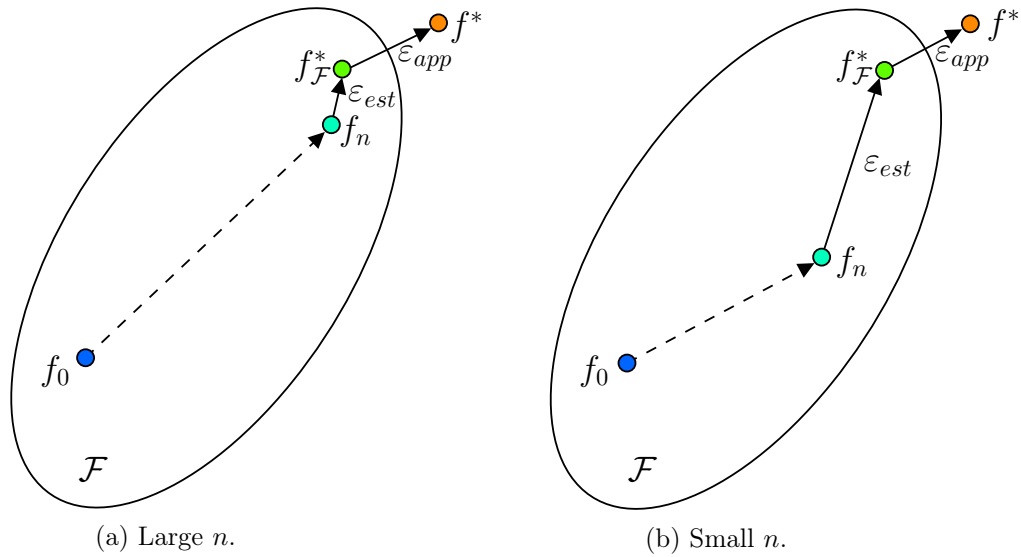 f*
f*_ℱ
ε_app
ε_est
f_n
f_0
ℱ
(a) Large n.
f*
f*_ℱ
ε_app
ε_est
f_n
f_0
ℱ
(b) Small n.